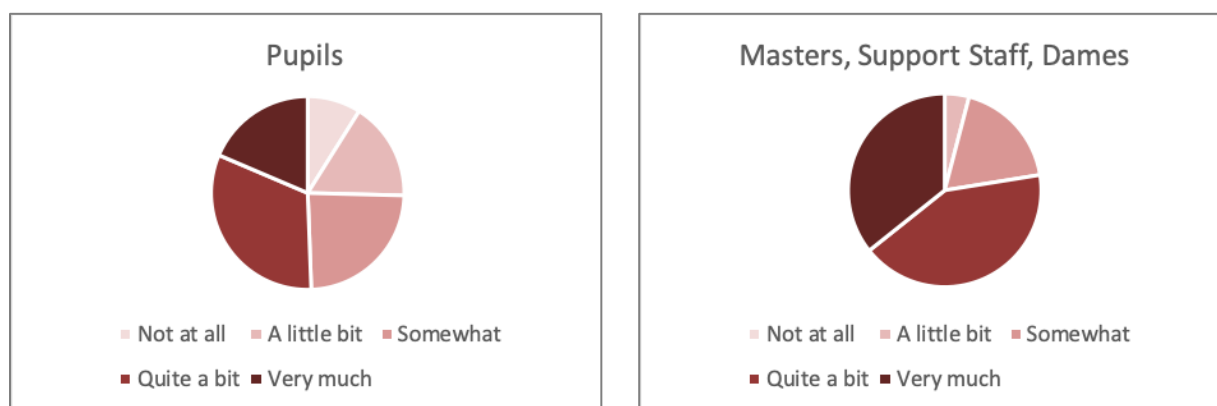 Pupils
Not at all A little bit Somewhat
Quite a bit Very much
Masters, Support Staff, Dames
Not at all A little bit Somewhat
Quite a bit Very much